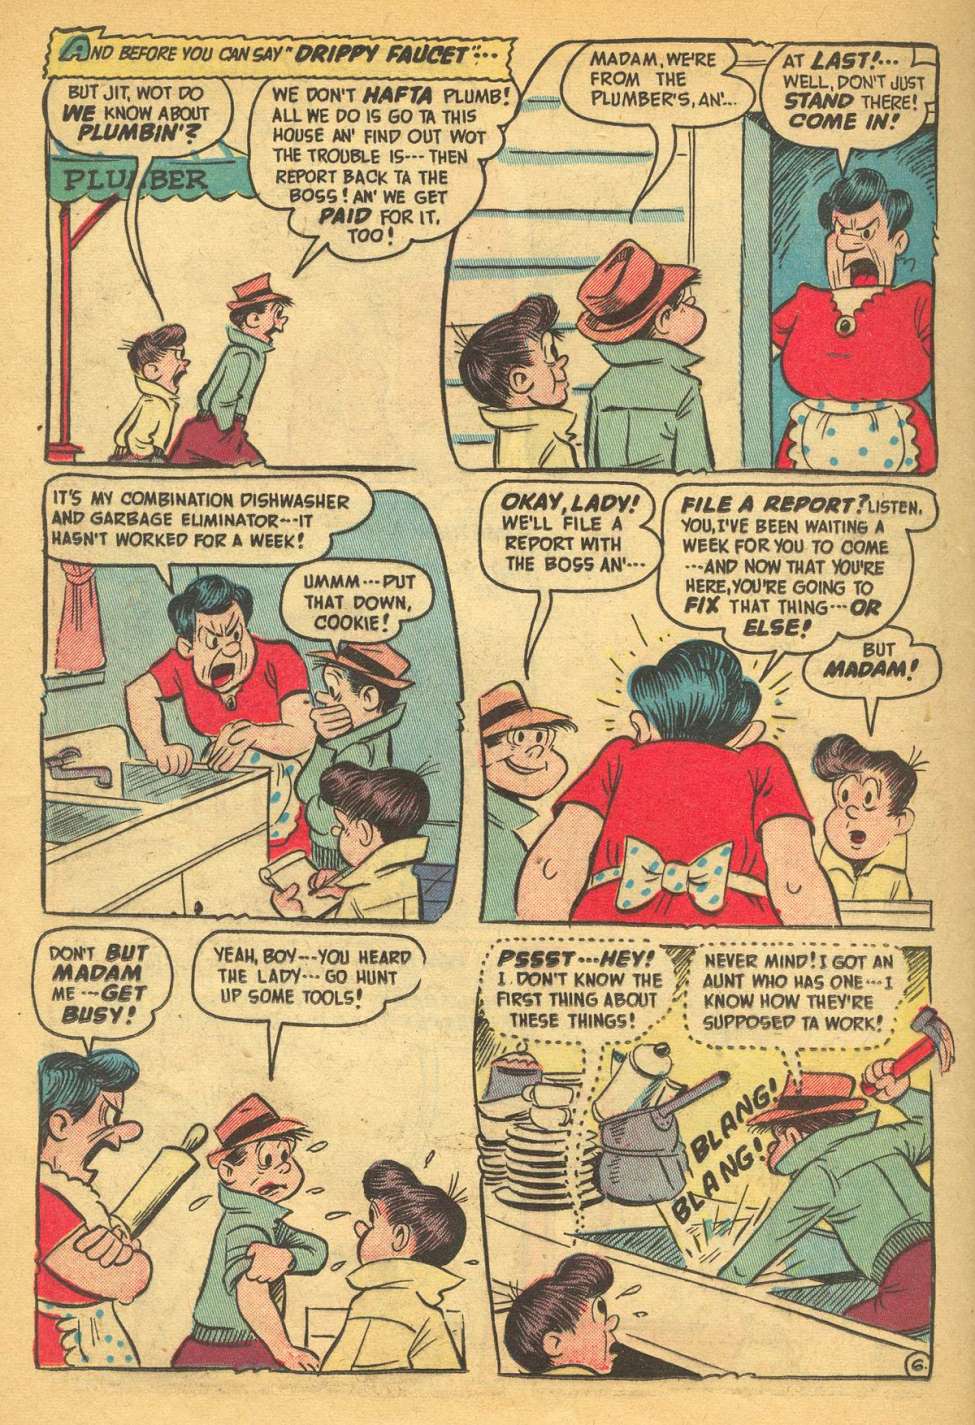 AND BEFORE YOU CAN SAY "DRIPPY FAUCET"...
BUT JIT, WOT DO
WE KNOW ABOUT
PLUMBIN'?
WE DON'T HAFTA PLUMB!
ALL WE DO IS GO TA THIS
HOUSE AN' FIND OUT WOT
THE TROUBLE IS--- THEN
REPORT BACK TA THE
BOSS! AN' WE GET
PAID FOR IT,
TOO!
PLUMBER
MADAM, WE'RE
FROM THE
PLUMBER'S, AN'...
AT LAST!...
WELL, DON'T JUST
STAND THERE!
COME IN!
IT'S MY COMBINATION DISHWASHER
AND GARBAGE ELIMINATOR---IT
HASN'T WORKED FOR A WEEK!
UMMM---PUT
THAT DOWN,
COOKIE!
OKAY, LADY!
WE'LL FILE A
REPORT WITH
THE BOSS AN'---
FILE A REPORT? LISTEN,
YOU, I'VE BEEN WAITING A
WEEK FOR YOU TO COME
---AND NOW THAT YOU'RE
HERE, YOU'RE GOING TO
FIX THAT THING---OR
ELSE!
BUT
MADAM!
DON'T BUT
MADAM
ME---GET
BUSY!
YEAH, BOY---YOU HEARD
THE LADY---GO HUNT
UP SOME TOOLS!
PSSST---HEY!
I DON'T KNOW THE
FIRST THING ABOUT
THESE THINGS!
NEVER MIND! I GOT AN
AUNT WHO HAS ONE---I
KNOW HOW THEY'RE
SUPPOSED TA WORK!
BLANG!
BLANG!
6.